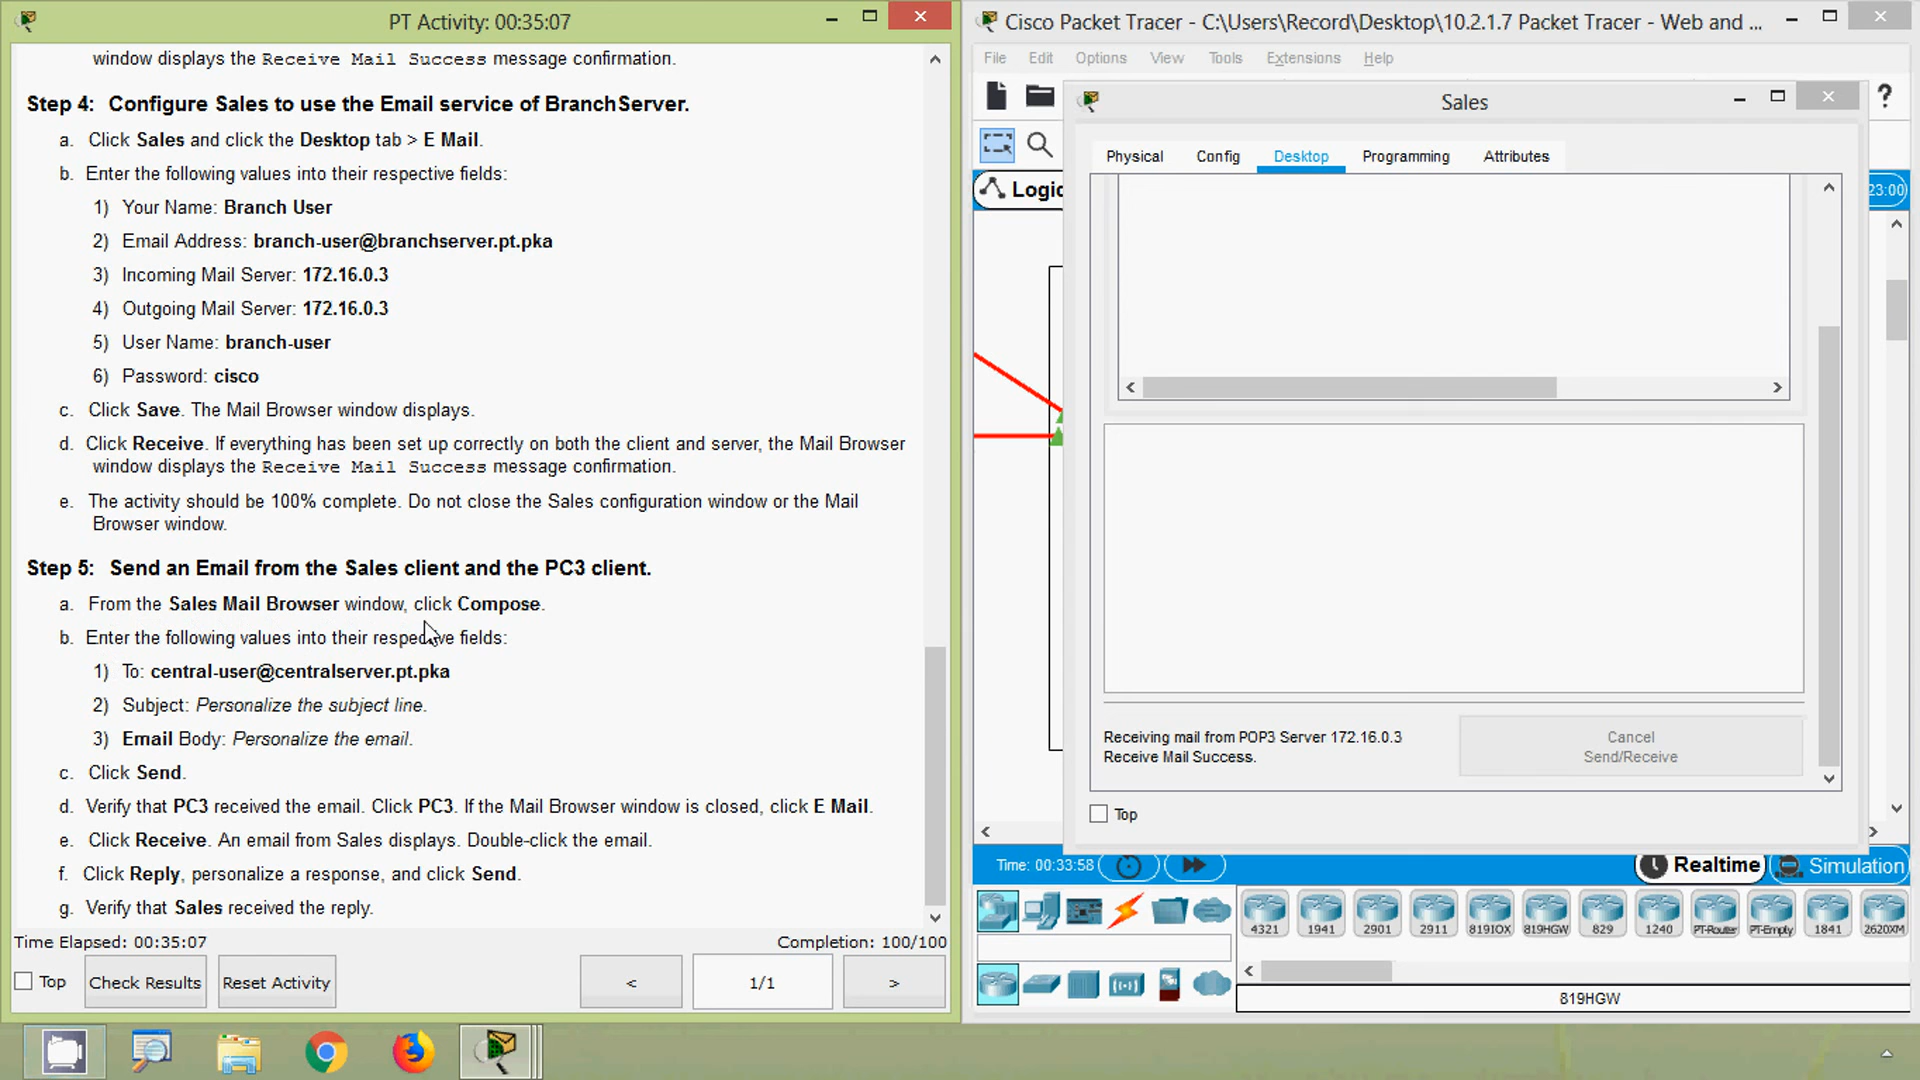 PT Activity: 00:35:07
window displays the Receive Mail Success message confirmation.
Step 4: Configure Sales to use the Email service of BranchServer.
a. Click Sales and click the Desktop tab > E Mail.
b. Enter the following values into their respective fields:
1) Your Name: Branch User
2) Email Address: branch-user@branchserver.pt.pka
3) Incoming Mail Server: 172.16.0.3
4) Outgoing Mail Server: 172.16.0.3
5) User Name: branch-user
6) Password: cisco
c. Click Save. The Mail Browser window displays.
d. Click Receive. If everything has been set up correctly on both the client and server, the Mail Browser
window displays the Receive Mail Success message confirmation.
e. The activity should be 100% complete. Do not close the Sales configuration window or the Mail
Browser window.
Step 5: Send an Email from the Sales client and the PC3 client.
a. From the Sales Mail Browser window, click Compose.
b. Enter the following values into their respective fields:
1) To: central-user@centralserver.pt.pka
2) Subject: Personalize the subject line.
3) Email Body: Personalize the email.
c. Click Send.
d. Verify that PC3 received the email. Click PC3. If the Mail Browser window is closed, click E Mail.
e. Click Receive. An email from Sales displays. Double-click the email.
f. Click Reply, personalize a response, and click Send.
g. Verify that Sales received the reply.
Time Elapsed: 00:35:07
Completion: 100/100
Top
Check Results
Reset Activity
<
1/1
>
Cisco Packet Tracer - C:\Users\Record\Desktop\10.2.1.7 Packet Tracer - Web and ...
File Edit Options View Tools Extensions Help
Sales
Physical Config Desktop Programming Attributes
Logic
23:00
Receiving mail from POP3 Server 172.16.0.3
Receive Mail Success.
Cancel
Send/Receive
Top
Time: 00:33:58
Realtime
Simulation
4321 1941 2901 2911 819IOX 819HGW 829 1240 PT-Router PT-Empty 1841 2620XM
819HGW